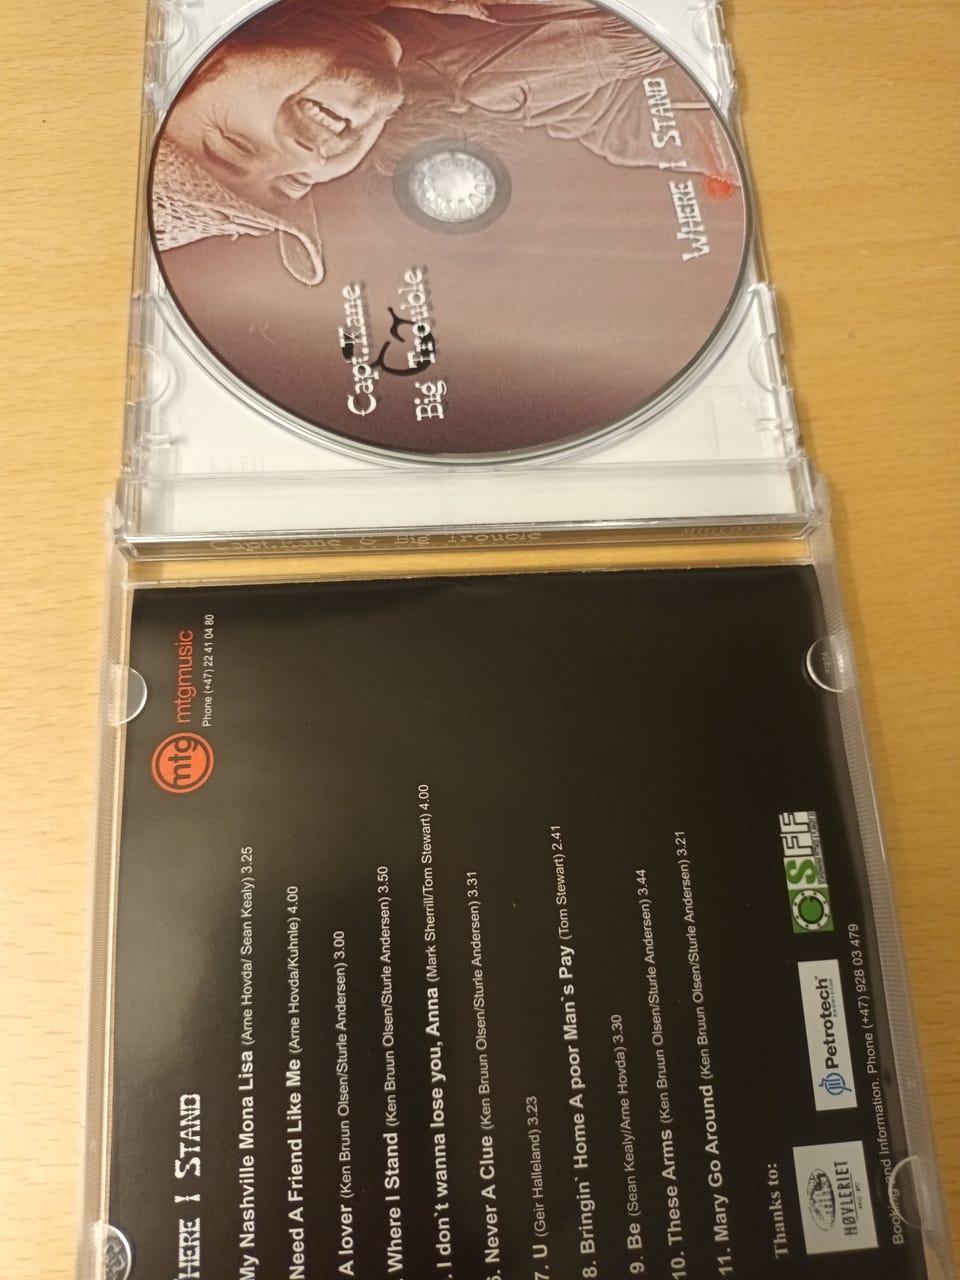 Capt.Kane
Big Trouble
WHERE I STAND
Capt.Kane & Big Trouble
mtg mtgmusic
Phone (+47) 22 41 04 80
HERE I STAND
My Nashville Mona Lisa (Arne Hovda/ Sean Kealy) 3.25
Need A Friend Like Me (Arne Hovda/Kuhnle) 4.00
A lover (Ken Bruun Olsen/Sturle Andersen) 3.00
. Where I Stand (Ken Bruun Olsen/Sturle Andersen) 3.50
. I don`t wanna lose you, Anna (Mark Sherrill/Tom Stewart) 4.00
6. Never A Clue (Ken Bruun Olsen/Sturle Andersen) 3.31
7. U (Geir Halleland) 3.23
8. Bringin` Home A poor Man`s Pay (Tom Stewart) 2.41
9. Be (Sean Kealy/Arne Hovda) 3.30
10. These Arms (Ken Bruun Olsen/Sturle Andersen) 3.44
11. Mary Go Around (Ken Bruun Olsen/Sturle Andersen) 3.21
Thanks to:
HØVLERIET
Petrotech
SFF
Booking and Information. Phone (+47) 928 03 479